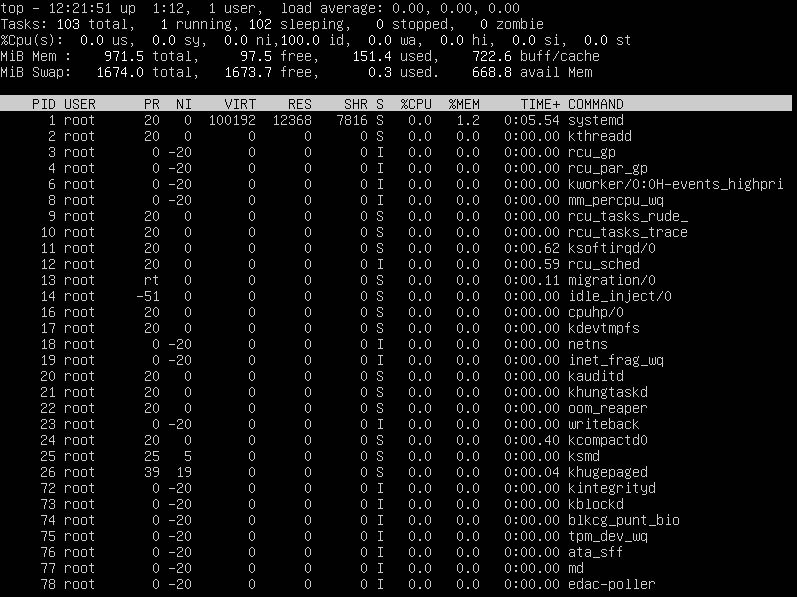 top - 12:21:51 up  1:12,  1 user,  load average: 0.00, 0.00, 0.00
Tasks: 103 total,   1 running, 102 sleeping,   0 stopped,   0 zombie
%Cpu(s):  0.0 us,  0.0 sy,  0.0 ni,100.0 id,  0.0 wa,  0.0 hi,  0.0 si,  0.0 st
MiB Mem :    971.5 total,     97.5 free,    151.4 used,    722.6 buff/cache
MiB Swap:   1674.0 total,   1673.7 free,      0.3 used.    668.8 avail Mem
    PID USER      PR  NI    VIRT    RES    SHR S  %CPU  %MEM     TIME+ COMMAND
      1 root      20   0  100192  12368   7816 S   0.0   1.2   0:05.54 systemd
      2 root      20   0       0      0      0 S   0.0   0.0   0:00.00 kthreadd
      3 root       0 -20       0      0      0 I   0.0   0.0   0:00.00 rcu_gp
      4 root       0 -20       0      0      0 I   0.0   0.0   0:00.00 rcu_par_gp
      6 root       0 -20       0      0      0 I   0.0   0.0   0:00.00 kworker/0:0H-events_highpri
      8 root       0 -20       0      0      0 I   0.0   0.0   0:00.00 mm_percpu_wq
      9 root      20   0       0      0      0 S   0.0   0.0   0:00.00 rcu_tasks_rude_
     10 root      20   0       0      0      0 S   0.0   0.0   0:00.00 rcu_tasks_trace
     11 root      20   0       0      0      0 S   0.0   0.0   0:00.62 ksoftirqd/0
     12 root      20   0       0      0      0 I   0.0   0.0   0:00.59 rcu_sched
     13 root      rt   0       0      0      0 S   0.0   0.0   0:00.11 migration/0
     14 root     -51   0       0      0      0 S   0.0   0.0   0:00.00 idle_inject/0
     16 root      20   0       0      0      0 S   0.0   0.0   0:00.00 cpuhp/0
     17 root      20   0       0      0      0 S   0.0   0.0   0:00.00 kdevtmpfs
     18 root       0 -20       0      0      0 I   0.0   0.0   0:00.00 netns
     19 root       0 -20       0      0      0 I   0.0   0.0   0:00.00 inet_frag_wq
     20 root      20   0       0      0      0 S   0.0   0.0   0:00.00 kauditd
     21 root      20   0       0      0      0 S   0.0   0.0   0:00.00 khungtaskd
     22 root      20   0       0      0      0 S   0.0   0.0   0:00.00 oom_reaper
     23 root       0 -20       0      0      0 I   0.0   0.0   0:00.00 writeback
     24 root      20   0       0      0      0 S   0.0   0.0   0:00.40 kcompactd0
     25 root      25   5       0      0      0 S   0.0   0.0   0:00.00 ksmd
     26 root      39  19       0      0      0 S   0.0   0.0   0:00.04 khugepaged
     72 root       0 -20       0      0      0 I   0.0   0.0   0:00.00 kintegrityd
     73 root       0 -20       0      0      0 I   0.0   0.0   0:00.00 kblockd
     74 root       0 -20       0      0      0 I   0.0   0.0   0:00.00 blkcg_punt_bio
     75 root       0 -20       0      0      0 I   0.0   0.0   0:00.00 tpm_dev_wq
     76 root       0 -20       0      0      0 I   0.0   0.0   0:00.00 ata_sff
     77 root       0 -20       0      0      0 I   0.0   0.0   0:00.00 md
     78 root       0 -20       0      0      0 I   0.0   0.0   0:00.00 edac-poller